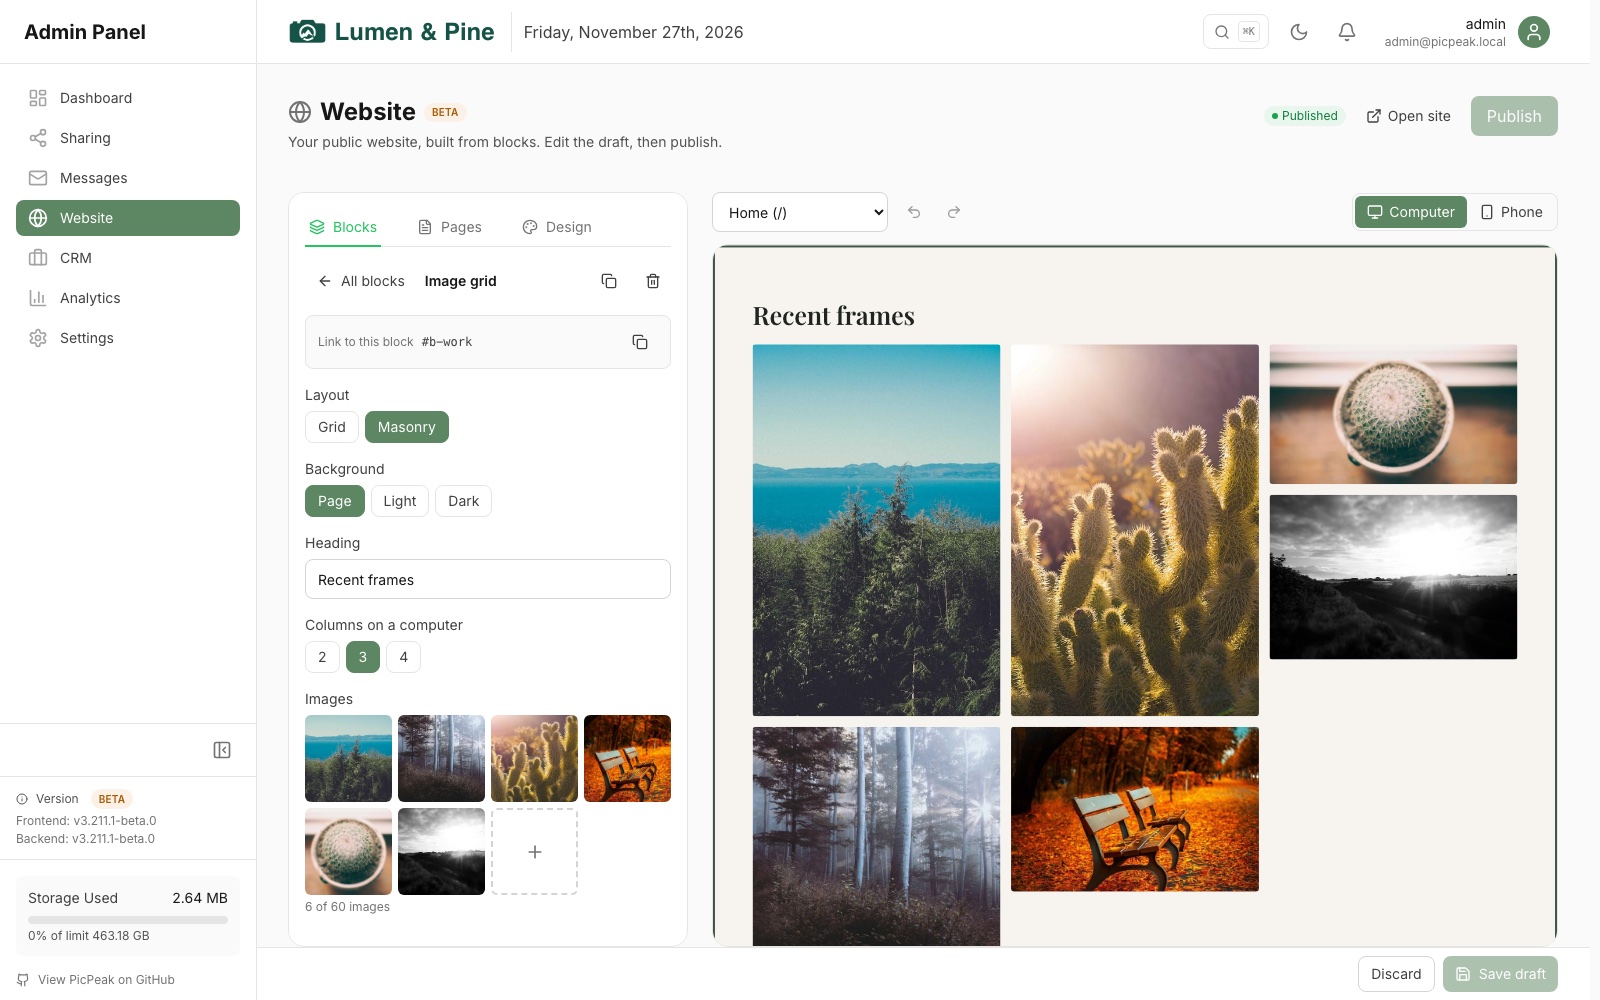 Admin Panel
Lumen & Pine
Friday, November 27th, 2026
⌘K
admin
admin@picpeak.local
Dashboard
Sharing
Messages
Website
CRM
Analytics
Settings
Version BETA
Frontend: v3.211.1-beta.0
Backend: v3.211.1-beta.0
Storage Used 2.64 MB
0% of limit 463.18 GB
View PicPeak on GitHub
Website BETA
Your public website, built from blocks. Edit the draft, then publish.
Published
Open site
Publish
Blocks
Pages
Design
All blocks
Image grid
Link to this block #b-work
Layout
Grid
Masonry
Background
Page
Light
Dark
Heading
Recent frames
Columns on a computer
2
3
4
Images
6 of 60 images
Home (/)
Computer
Phone
Recent frames
Discard
Save draft